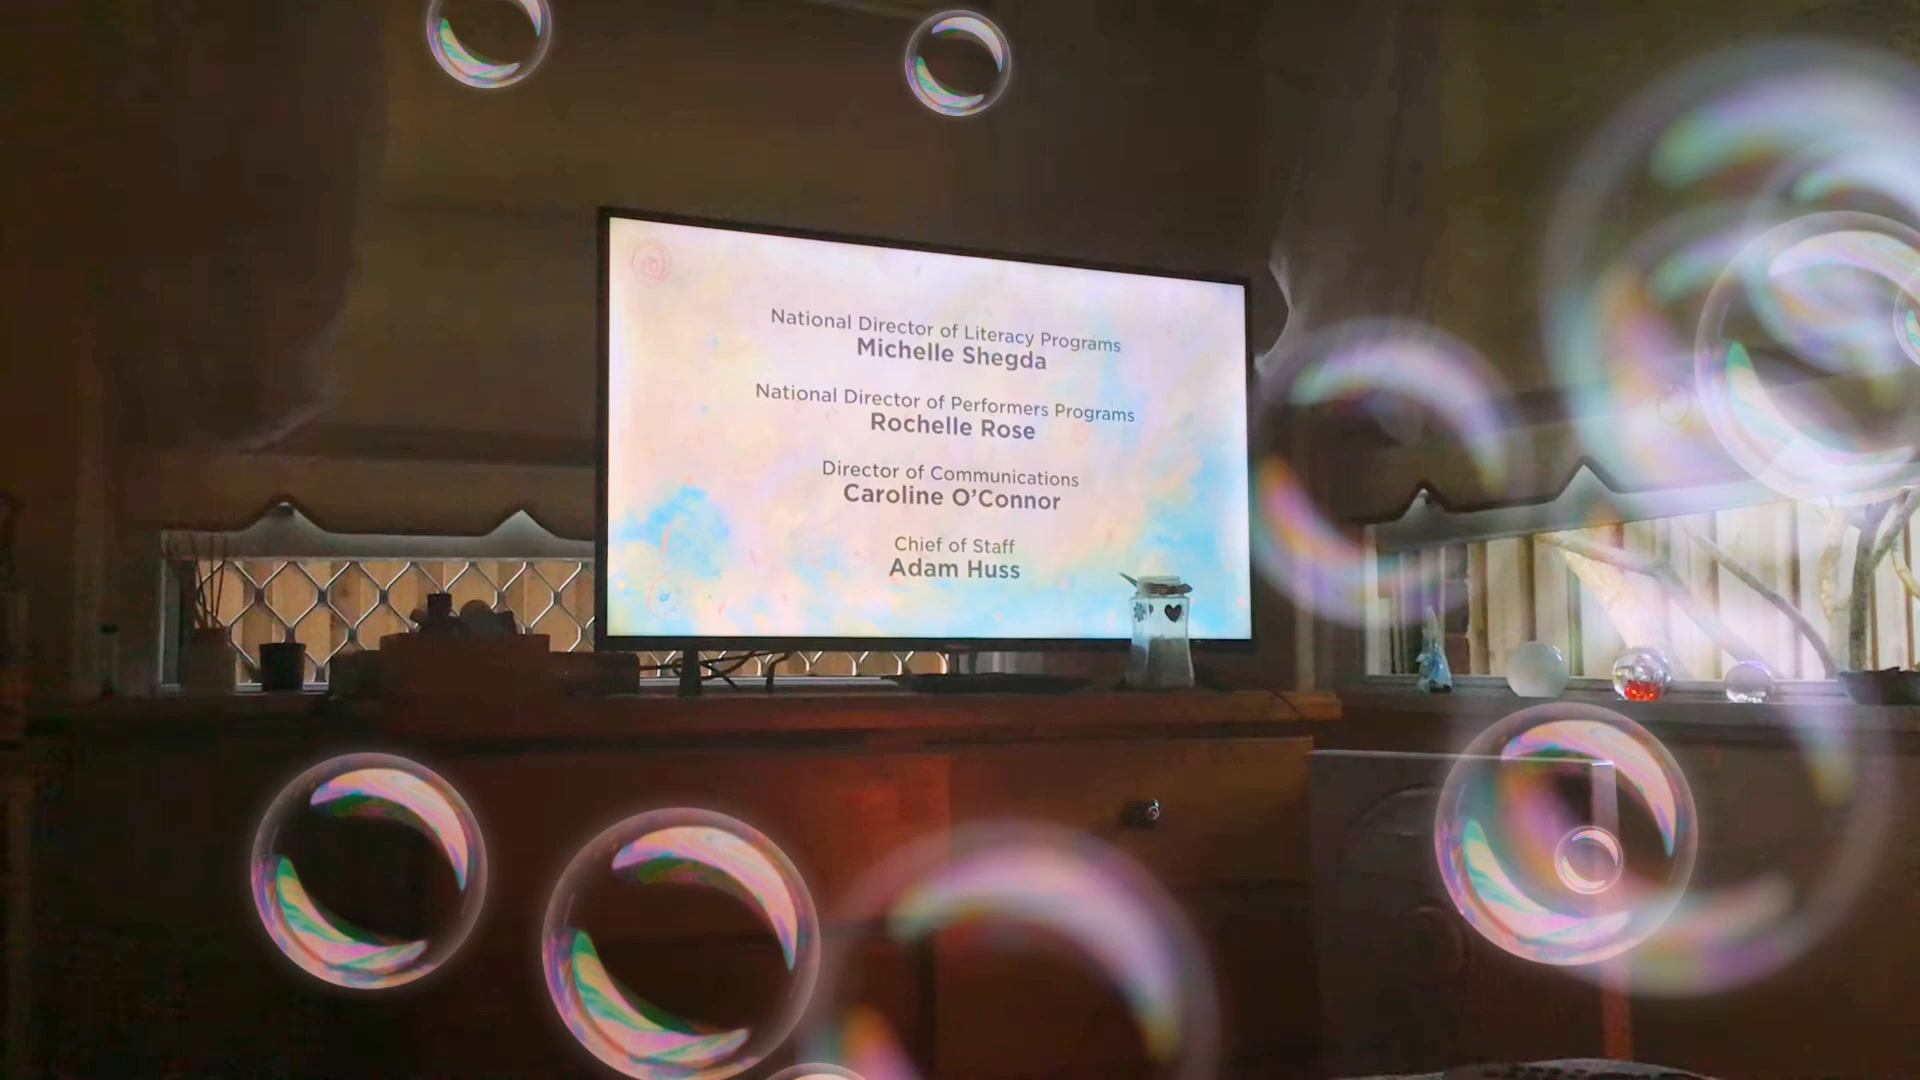 National Director of Literacy Programs
Michelle Shegda
National Director of Performers Programs
Rochelle Rose
Director of Communications
Caroline O'Connor
Chief of Staff
Adam Huss